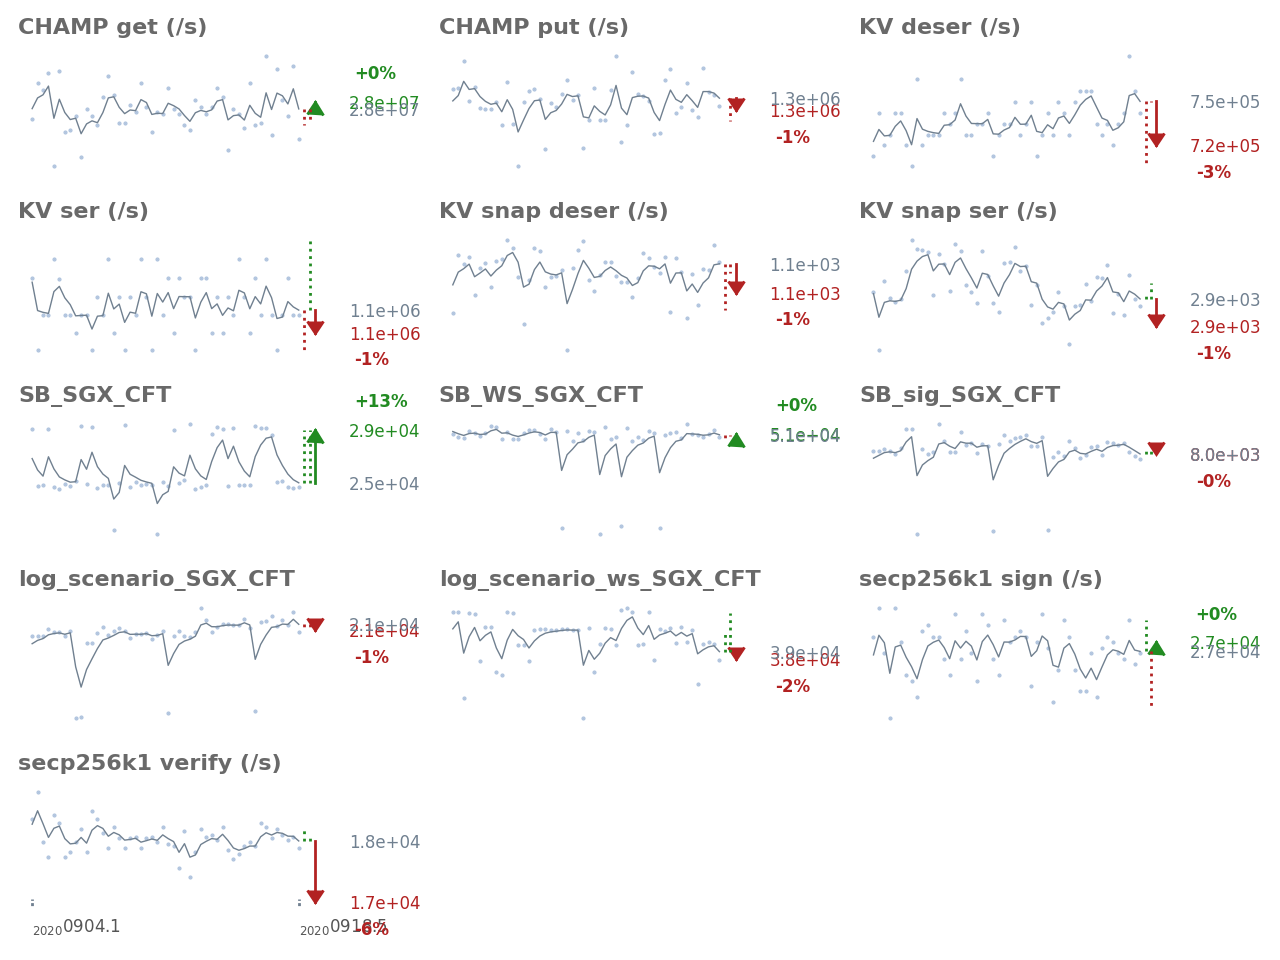 CHAMP get (/s)
+0%
2.8e+07
2.8e+07
CHAMP put (/s)
1.3e+06
1.3e+06
-1%
KV deser (/s)
7.5e+05
7.2e+05
-3%
KV ser (/s)
1.1e+06
1.1e+06
-1%
KV snap deser (/s)
1.1e+03
1.1e+03
-1%
KV snap ser (/s)
2.9e+03
2.9e+03
-1%
SB_SGX_CFT
+13%
2.9e+04
2.5e+04
SB_WS_SGX_CFT
+0%
5.1e+04
SB_sig_SGX_CFT
8.0e+03
-0%
log_scenario_SGX_CFT
2.1e+04
2.1e+04
-1%
log_scenario_ws_SGX_CFT
3.9e+04
3.8e+04
-2%
secp256k1 sign (/s)
+0%
2.7e+04
2.7e+04
secp256k1 verify (/s)
1.8e+04
1.7e+04
-6%
20200904.1
20200918.5